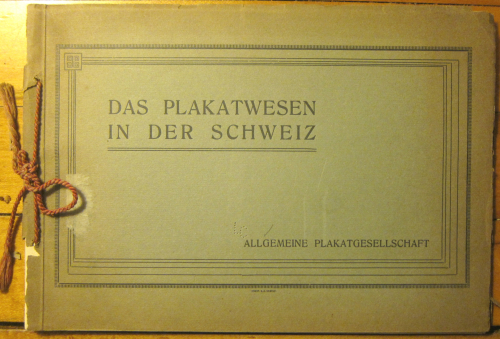 DAS PLAKATWESEN
IN DER SCHWEIZ
ALLGEMEINE PLAKATGESELLSCHAFT